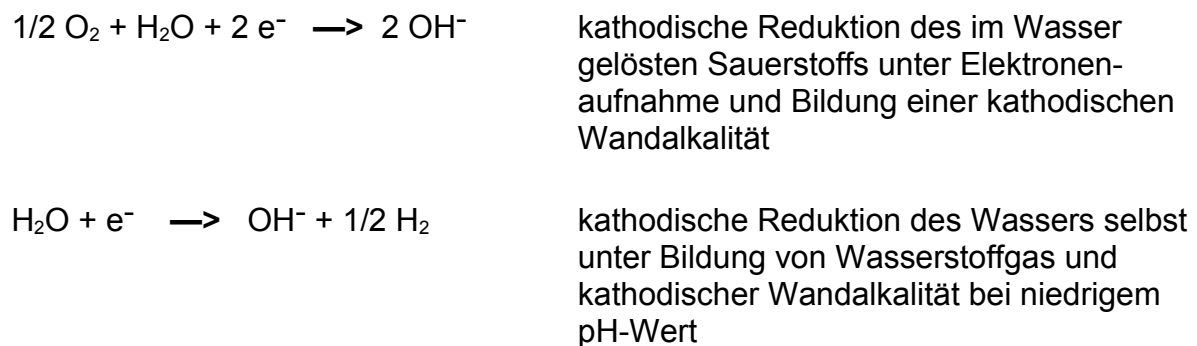 1/2 O₂ + H₂O + 2 e⁻ —> 2 OH⁻ kathodische Reduktion des im Wasser
gelösten Sauerstoffs unter Elektronen-
aufnahme und Bildung einer kathodischen
Wandalkalität
H₂O + e⁻ —> OH⁻ + 1/2 H₂ kathodische Reduktion des Wassers selbst
unter Bildung von Wasserstoffgas und
kathodischer Wandalkalität bei niedrigem
pH-Wert